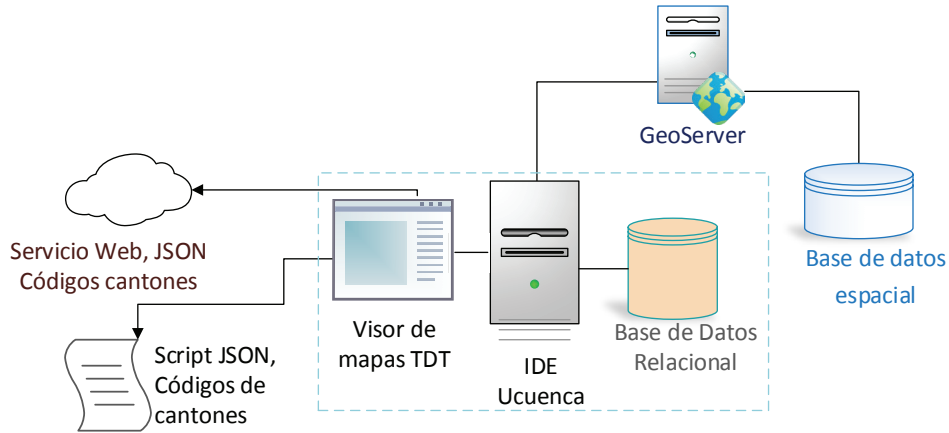 GeoServer
Servicio Web, JSON
Códigos cantones
Base de datos
espacial
Visor de
mapas TDT
Base de Datos
Relacional
IDE
Ucuenca
Script JSON,
Códigos de
cantones